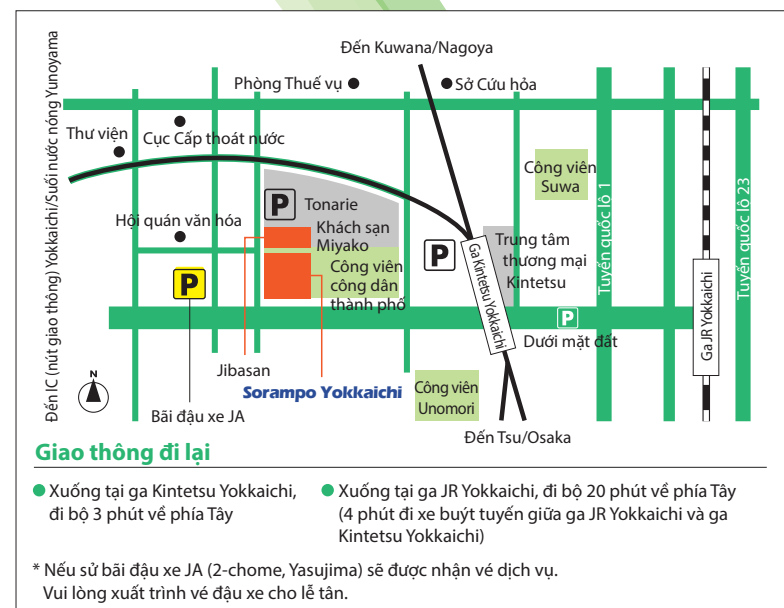 Đến Kuwana/Nagoya
Phòng Thuế vụ
Sở Cứu hỏa
Thư viện
Cục Cấp thoát nước
Công viên
Suwa
Tuyến quốc lộ 1
Tuyến quốc lộ 23
Đến IC (nút giao thông) Yokkaichi/Suối nước nóng Yunoyama
P
Tonarie
Khách sạn
Miyako
Hội quán văn hóa
P
Trung tâm
thương mại
Kintetsu
Ga Kintetsu Yokkaichi
Công viên
công dân
thành phố
P
P
Dưới mặt đất
Ga JR Yokkaichi
Jibasan
Sorampo Yokkaichi
Công viên
Unomori
N
Bãi đậu xe JA
Đến Tsu/Osaka
Giao thông đi lại
Xuống tại ga Kintetsu Yokkaichi,
đi bộ 3 phút về phía Tây
Xuống tại ga JR Yokkaichi, đi bộ 20 phút về phía Tây
(4 phút đi xe buýt tuyến giữa ga JR Yokkaichi và ga
Kintetsu Yokkaichi)
* Nếu sử bãi đậu xe JA (2-chome, Yasujima) sẽ được nhận vé dịch vụ.
Vui lòng xuất trình vé đậu xe cho lễ tân.